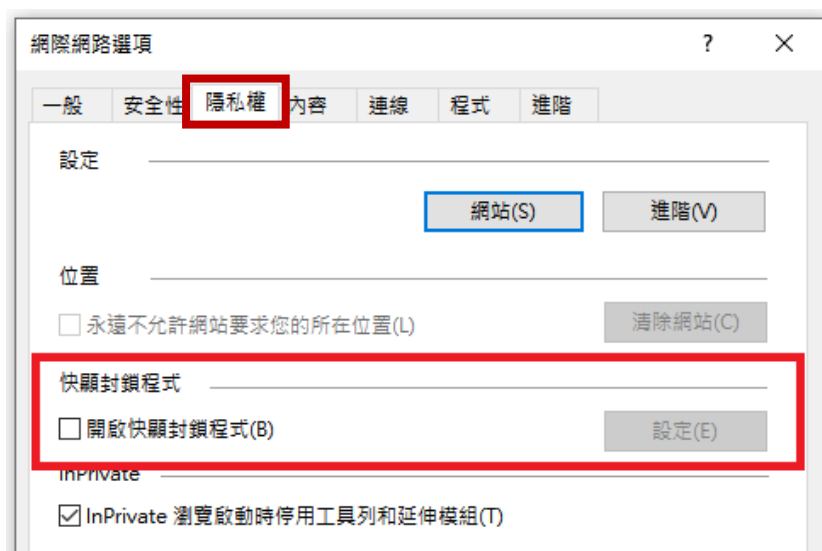 網際網路選項 ?
一般 安全性 隱私權 內容 連線 程式 進階
設定
網站(S) 進階(V)
位置
永遠不允許網站要求您的所在位置(L) 清除網站(C)
快顯封鎖程式
開啟快顯封鎖程式(B) 設定(E)
InPrivate
InPrivate 瀏覽啟動時停用工具列和延伸模組(T)